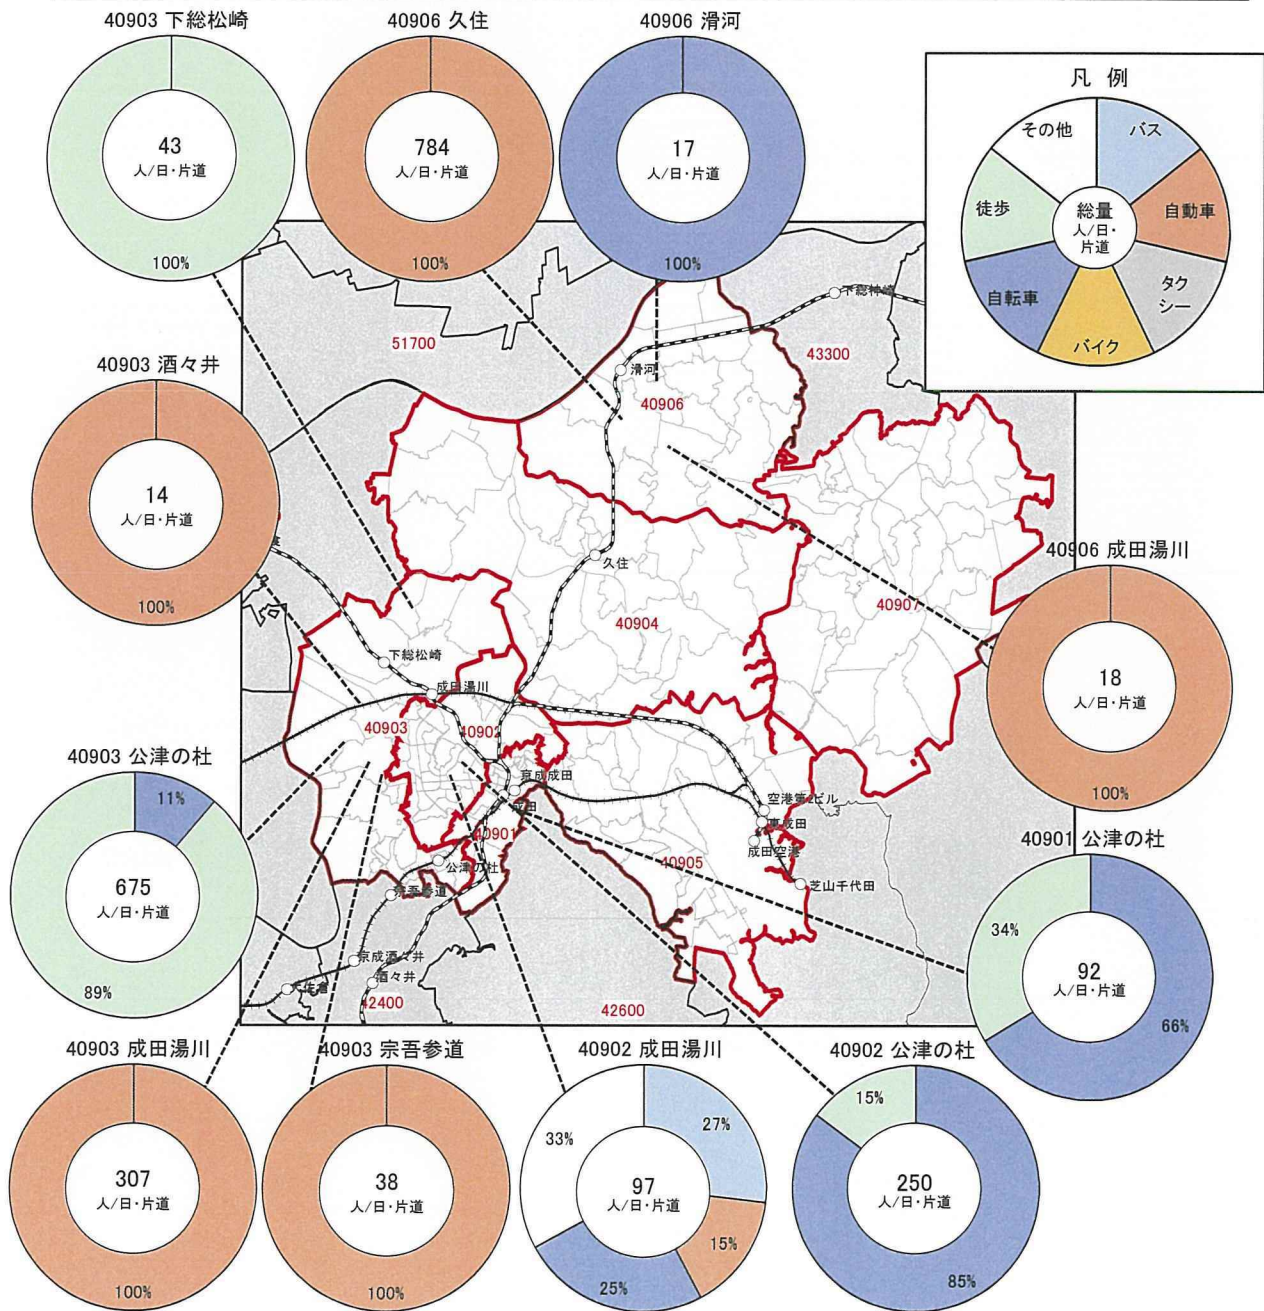 40903 下総松崎
43
人/日・片道
100%
40906 久住
784
人/日・片道
100%
40906 滑河
17
人/日・片道
100%
凡 例
その他
バス
徒歩
総量
人/日・
片道
自動車
自転車
タク
シー
バイク
40903 酒々井
14
人/日・片道
100%
51700
下総神崎
43300
滑河
40906
久住
40904
40907
下総松崎
成田湯川
40903
40902
京成成田
成田
40901
空港第2ビル
東成田
成田空港
40905
芝山千代田
公津の杜
宗吾参道
京成酒々井
酒々井
大佐倉
42400
42600
40906 成田湯川
18
人/日・片道
100%
40903 公津の杜
11%
675
人/日・片道
89%
40901 公津の杜
34%
92
人/日・片道
66%
40903 成田湯川
307
人/日・片道
100%
40903 宗吾参道
38
人/日・片道
100%
40902 成田湯川
33%
27%
97
人/日・片道
15%
25%
40902 公津の杜
15%
250
人/日・片道
85%